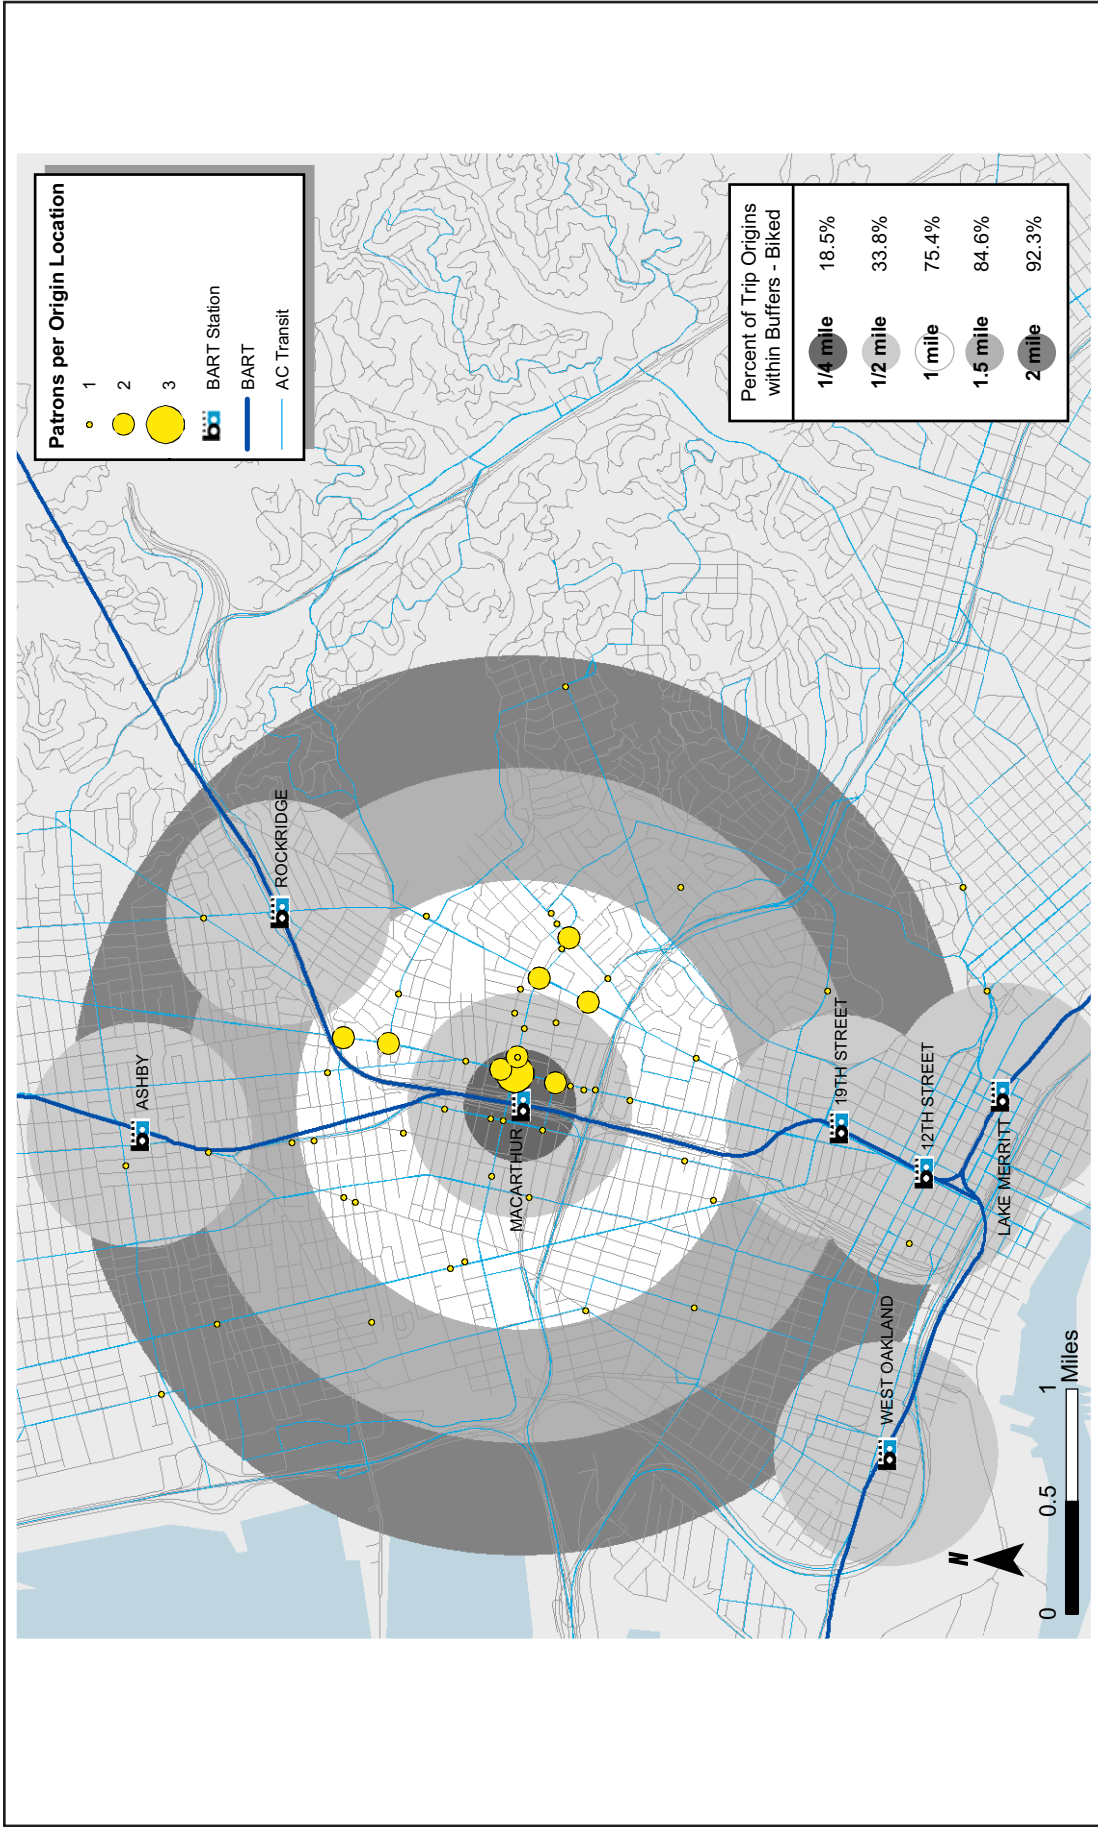 Patrons per Origin Location
1
2
3
BART Station
BART
AC Transit
ROCKRIDGE
ASHBY
MACARTHUR
19TH STREET
12TH STREET
LAKE MERRITT
WEST OAKLAND
Percent of Trip Origins
within Buffers - Biked
1/4 mile 18.5%
1/2 mile 33.8%
1 mile 75.4%
1.5 mile 84.6%
2 mile 92.3%
N
0 0.5 1
Miles